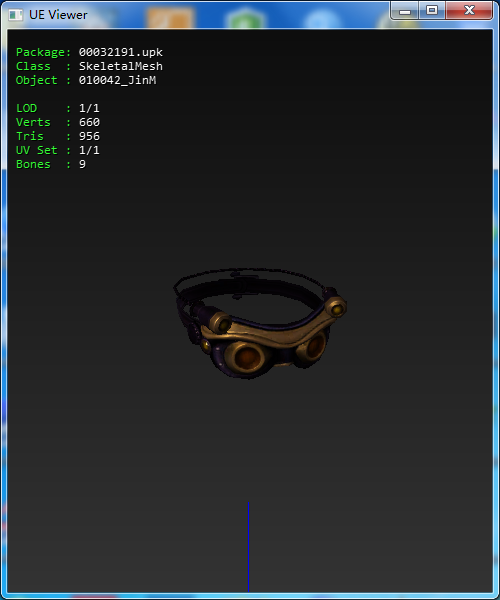 UE Viewer
Package: 00032191.upk
Class : SkeletalMesh
Object : 010042_JinM
LOD : 1/1
Verts : 660
Tris : 956
UV Set : 1/1
Bones : 9